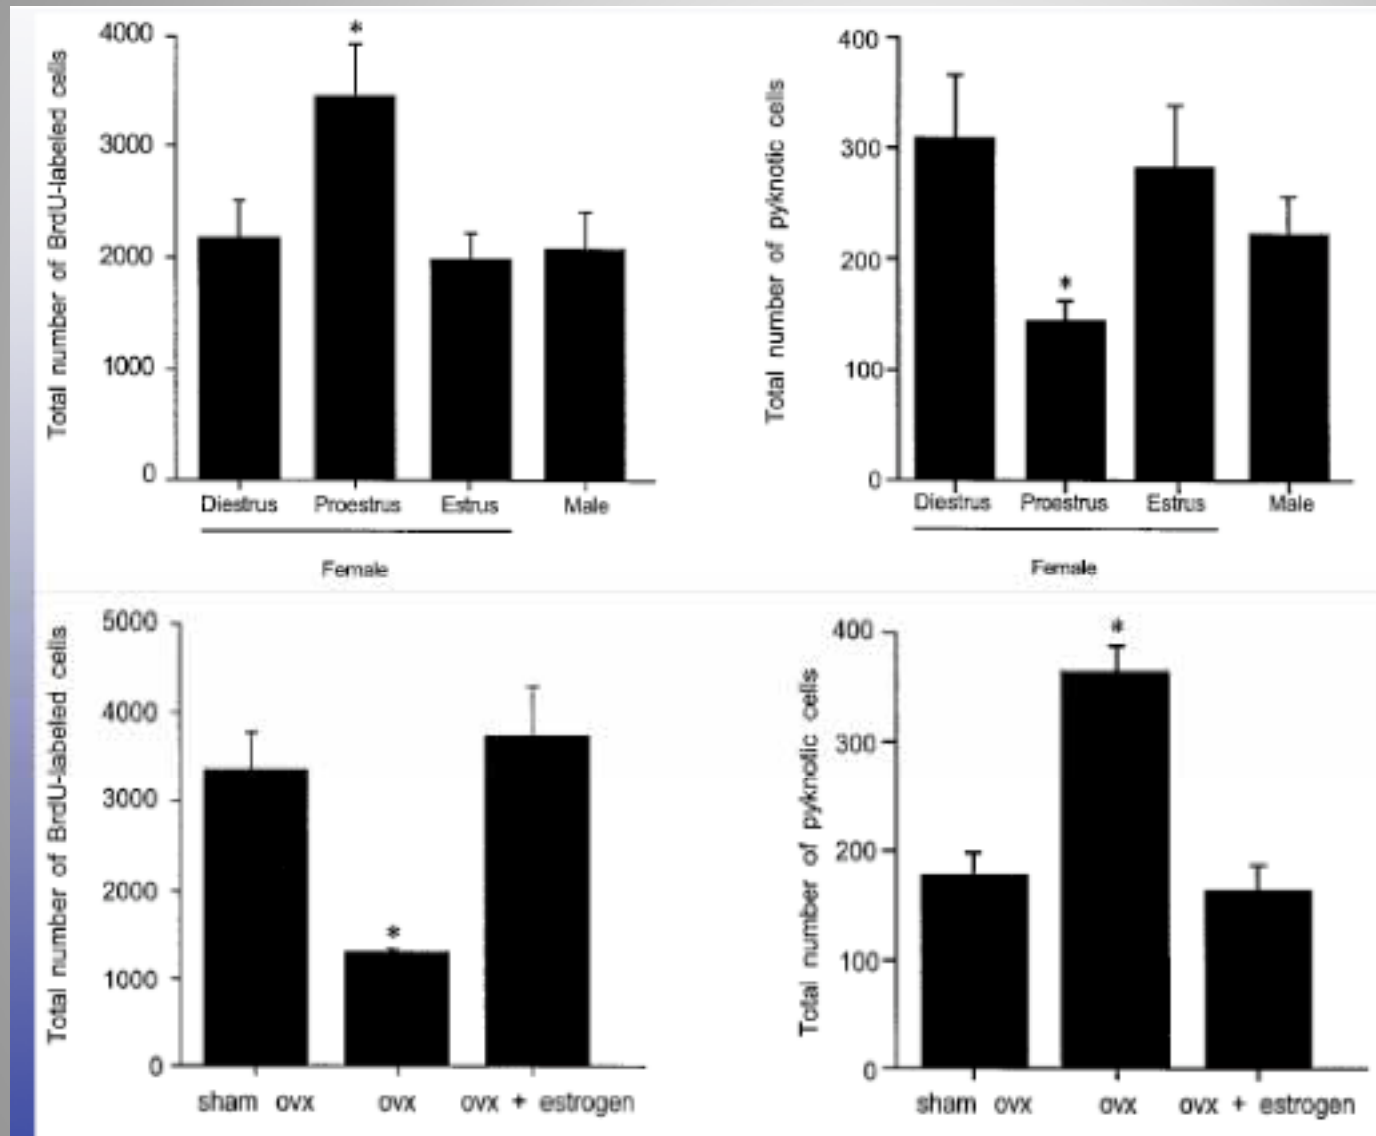 Total number of BrdU-labeled cells
4000
3000
2000
1000
0
*
Diestrus Proestrus Estrus Male
Female
Total number of pyknotic cells
400
300
200
100
0
*
Diestrus Proestrus Estrus Male
Female
Total number of BrdU-labeled cells
5000
4000
3000
2000
1000
0
*
sham ovx ovx ovx + estrogen
Total number of pyknotic cells
400
300
200
100
0
*
sham ovx ovx ovx + estrogen